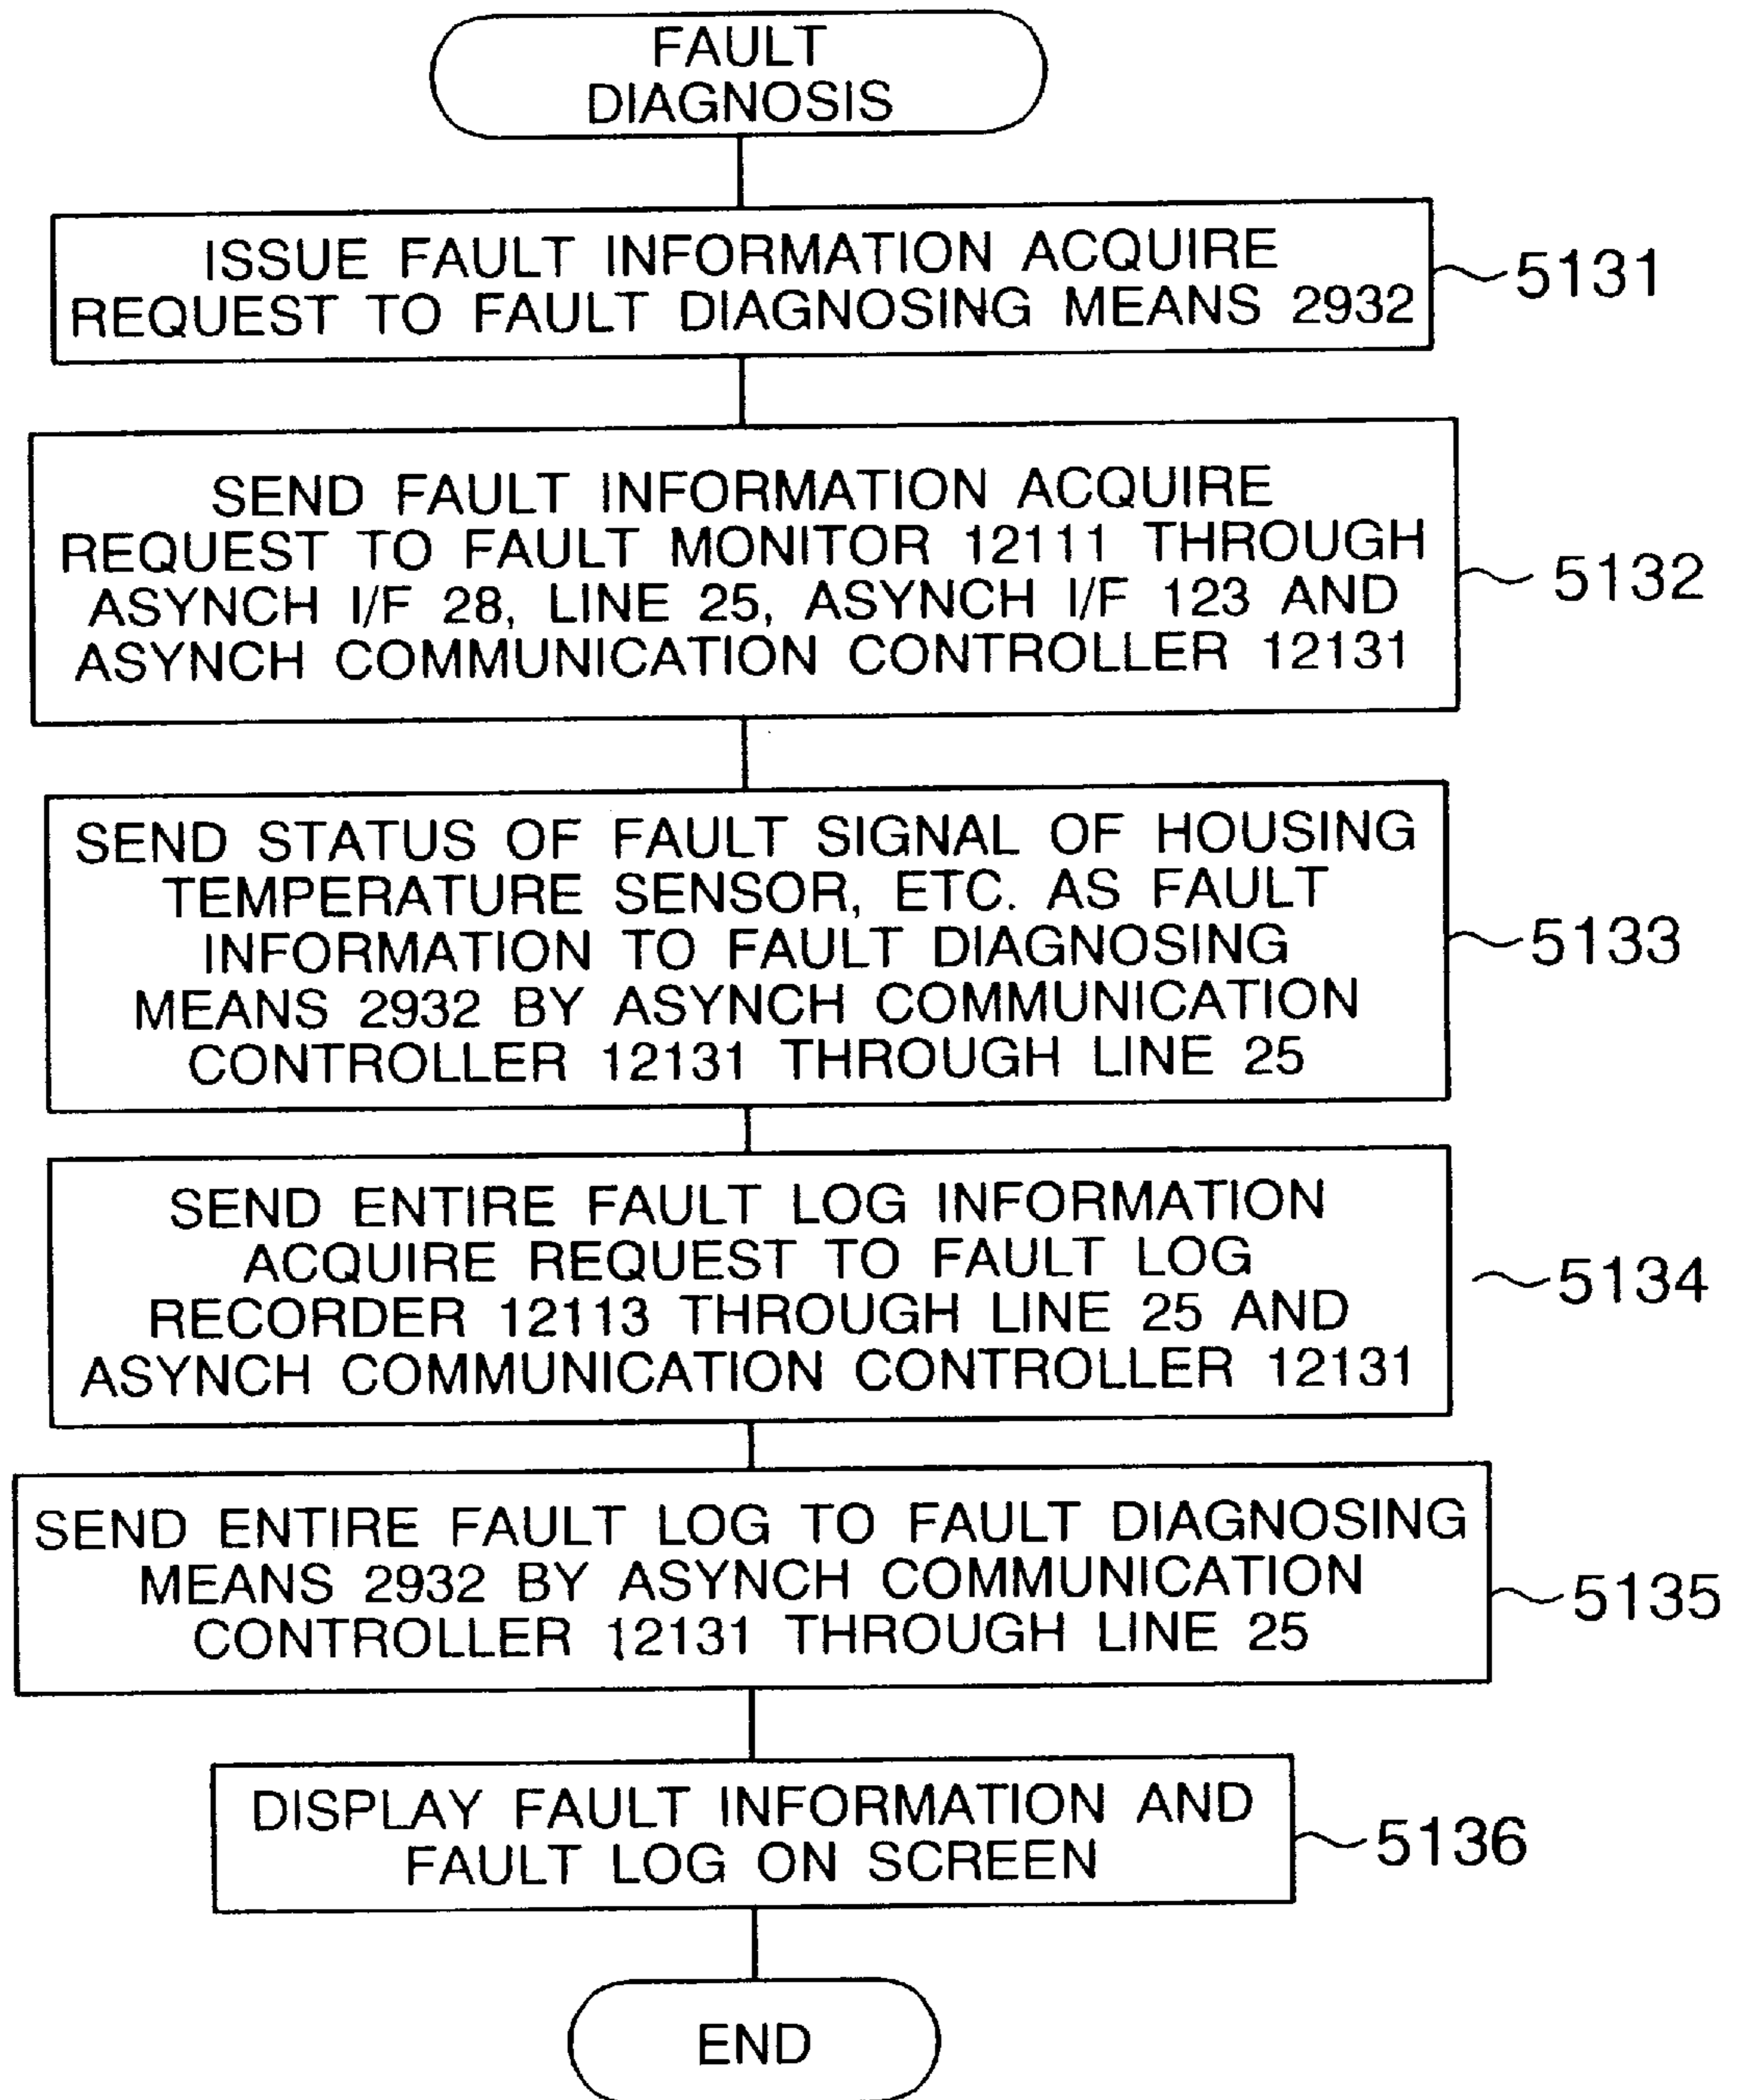 FAULT
DIAGNOSIS
ISSUE FAULT INFORMATION ACQUIRE
REQUEST TO FAULT DIAGNOSING MEANS 2932
5131
SEND FAULT INFORMATION ACQUIRE
REQUEST TO FAULT MONITOR 12111 THROUGH
ASYNCH I/F 28, LINE 25, ASYNCH I/F 123 AND
ASYNCH COMMUNICATION CONTROLLER 12131
5132
SEND STATUS OF FAULT SIGNAL OF HOUSING
TEMPERATURE SENSOR, ETC. AS FAULT
INFORMATION TO FAULT DIAGNOSING
MEANS 2932 BY ASYNCH COMMUNICATION
CONTROLLER 12131 THROUGH LINE 25
5133
SEND ENTIRE FAULT LOG INFORMATION
ACQUIRE REQUEST TO FAULT LOG
RECORDER 12113 THROUGH LINE 25 AND
ASYNCH COMMUNICATION CONTROLLER 12131
5134
SEND ENTIRE FAULT LOG TO FAULT DIAGNOSING
MEANS 2932 BY ASYNCH COMMUNICATION
CONTROLLER 12131 THROUGH LINE 25
5135
DISPLAY FAULT INFORMATION AND
FAULT LOG ON SCREEN
5136
END